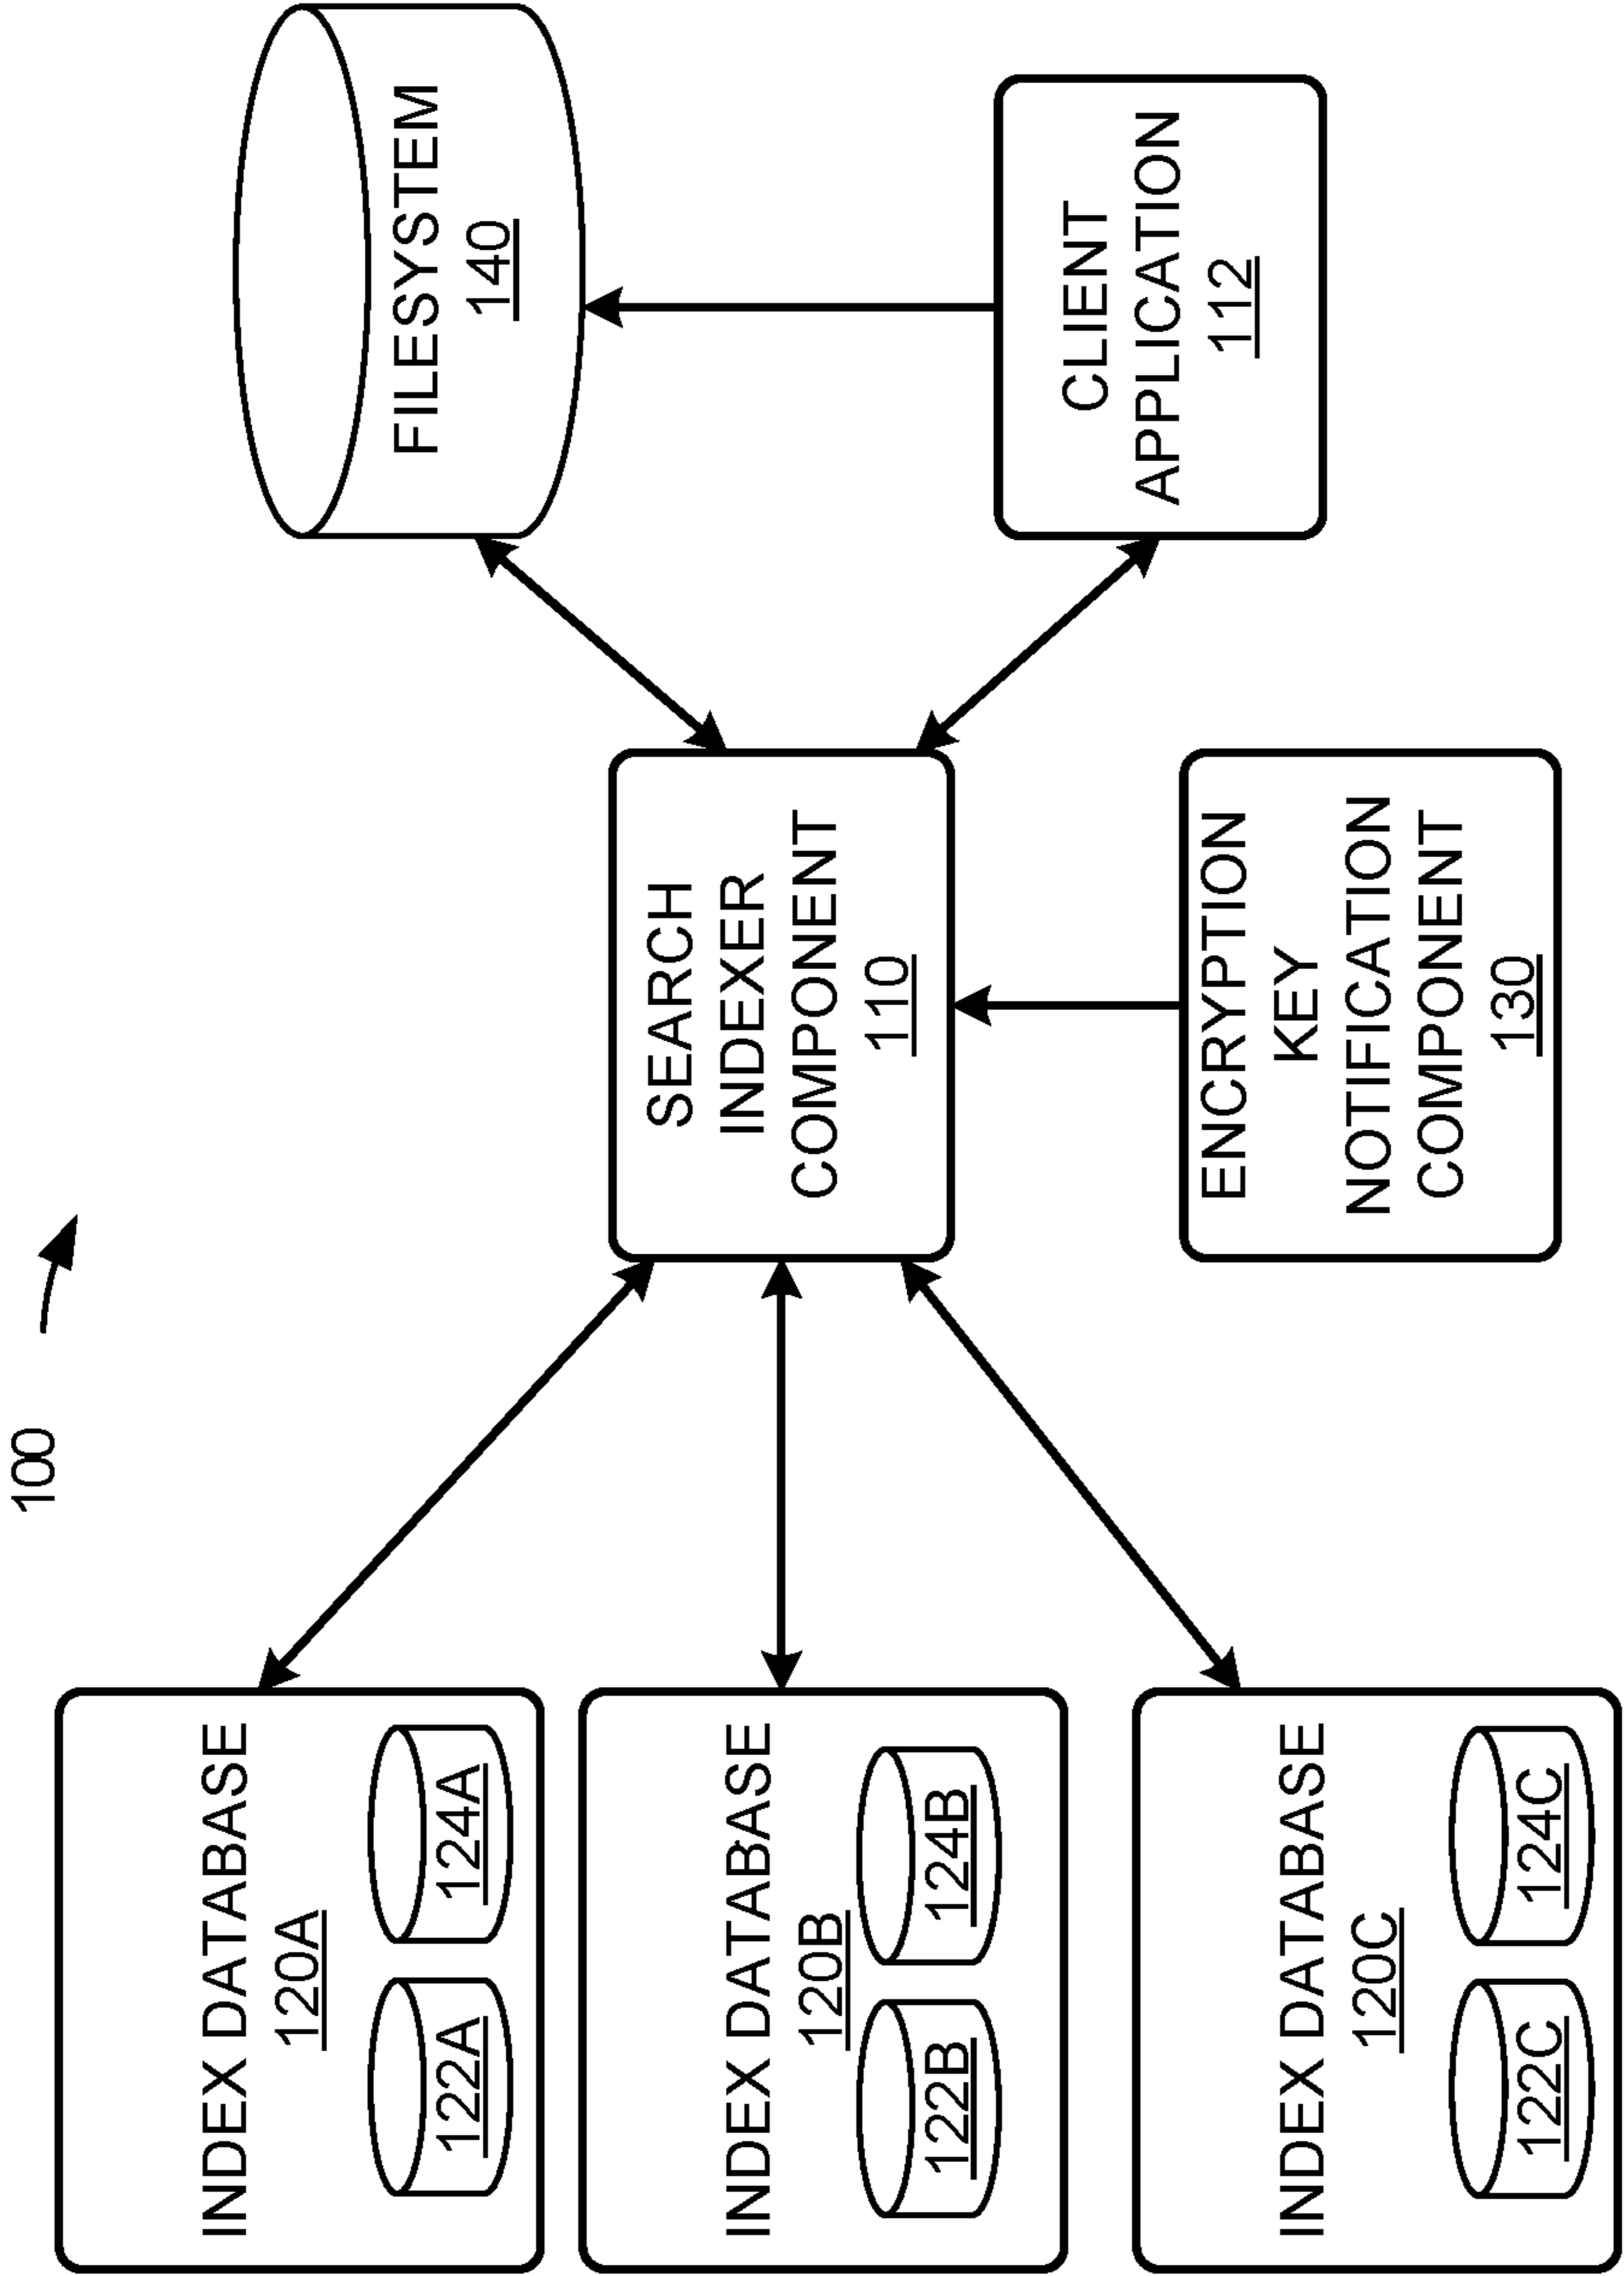 100
INDEX DATABASE
120A
122A
124A
INDEX DATABASE
120B
122B
124B
INDEX DATABASE
120C
122C
124C
SEARCH
INDEXER
COMPONENT
110
ENCRYPTION
KEY
NOTIFICATION
COMPONENT
130
FILESYSTEM
140
CLIENT
APPLICATION
112